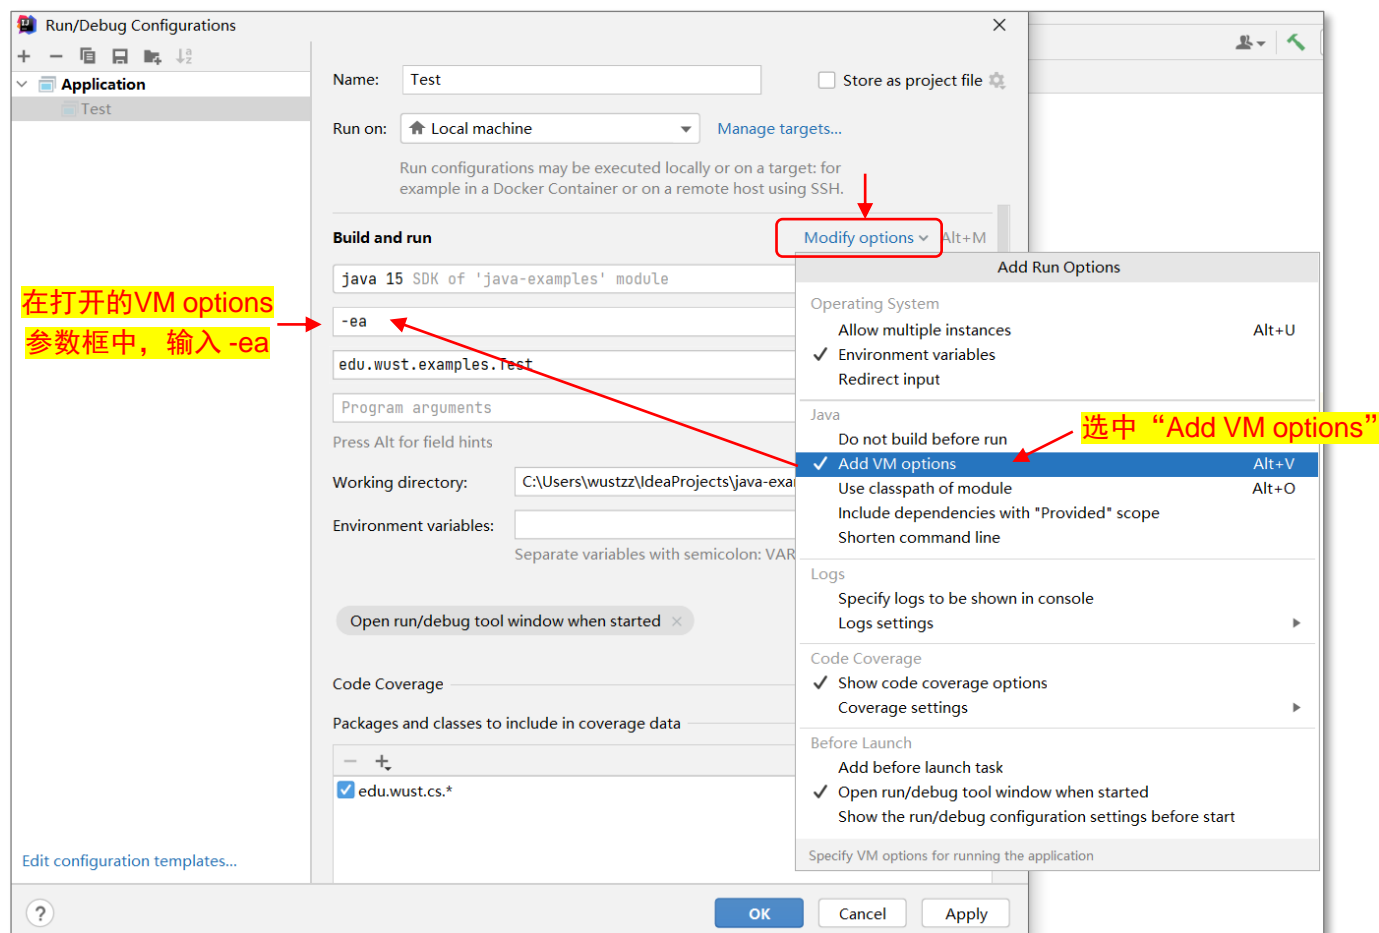 Run/Debug Configurations
Application
Test
Name:
Test
Store as project file
Run on:
Local machine
Manage targets...
Run configurations may be executed locally or on a target: for
example in a Docker Container or on a remote host using SSH.
Build and run
Modify options
Alt+M
java 15 SDK of 'java-examples' module
-ea
edu.wust.examples.Test
Program arguments
Press Alt for field hints
Working directory:
C:\Users\wustzz\IdeaProjects\java-exa
Environment variables:
Separate variables with semicolon: VAR
Open run/debug tool window when started
Code Coverage
Packages and classes to include in coverage data
edu.wust.cs.*
Edit configuration templates...
?
OK
Cancel
Apply
在打开的VM options
参数框中，输入 -ea
Add Run Options
Operating System
Allow multiple instances Alt+U
Environment variables
Redirect input
Java
Do not build before run
Add VM options Alt+V
Use classpath of module Alt+O
Include dependencies with "Provided" scope
Shorten command line
Logs
Specify logs to be shown in console
Logs settings
Code Coverage
Show code coverage options
Coverage settings
Before Launch
Add before launch task
Open run/debug tool window when started
Show the run/debug configuration settings before start
Specify VM options for running the application
选中“Add VM options”